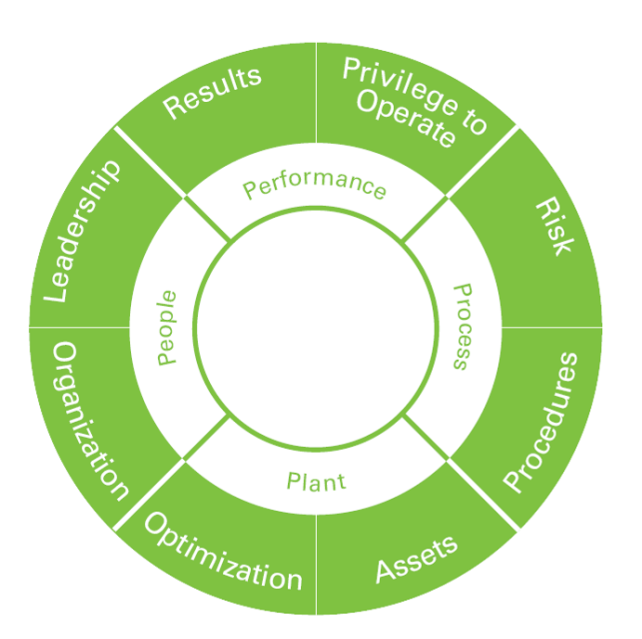 Results
Privilege to
Operate
Risk
Procedures
Assets
Optimization
Organization
Leadership
Performance
Process
Plant
People